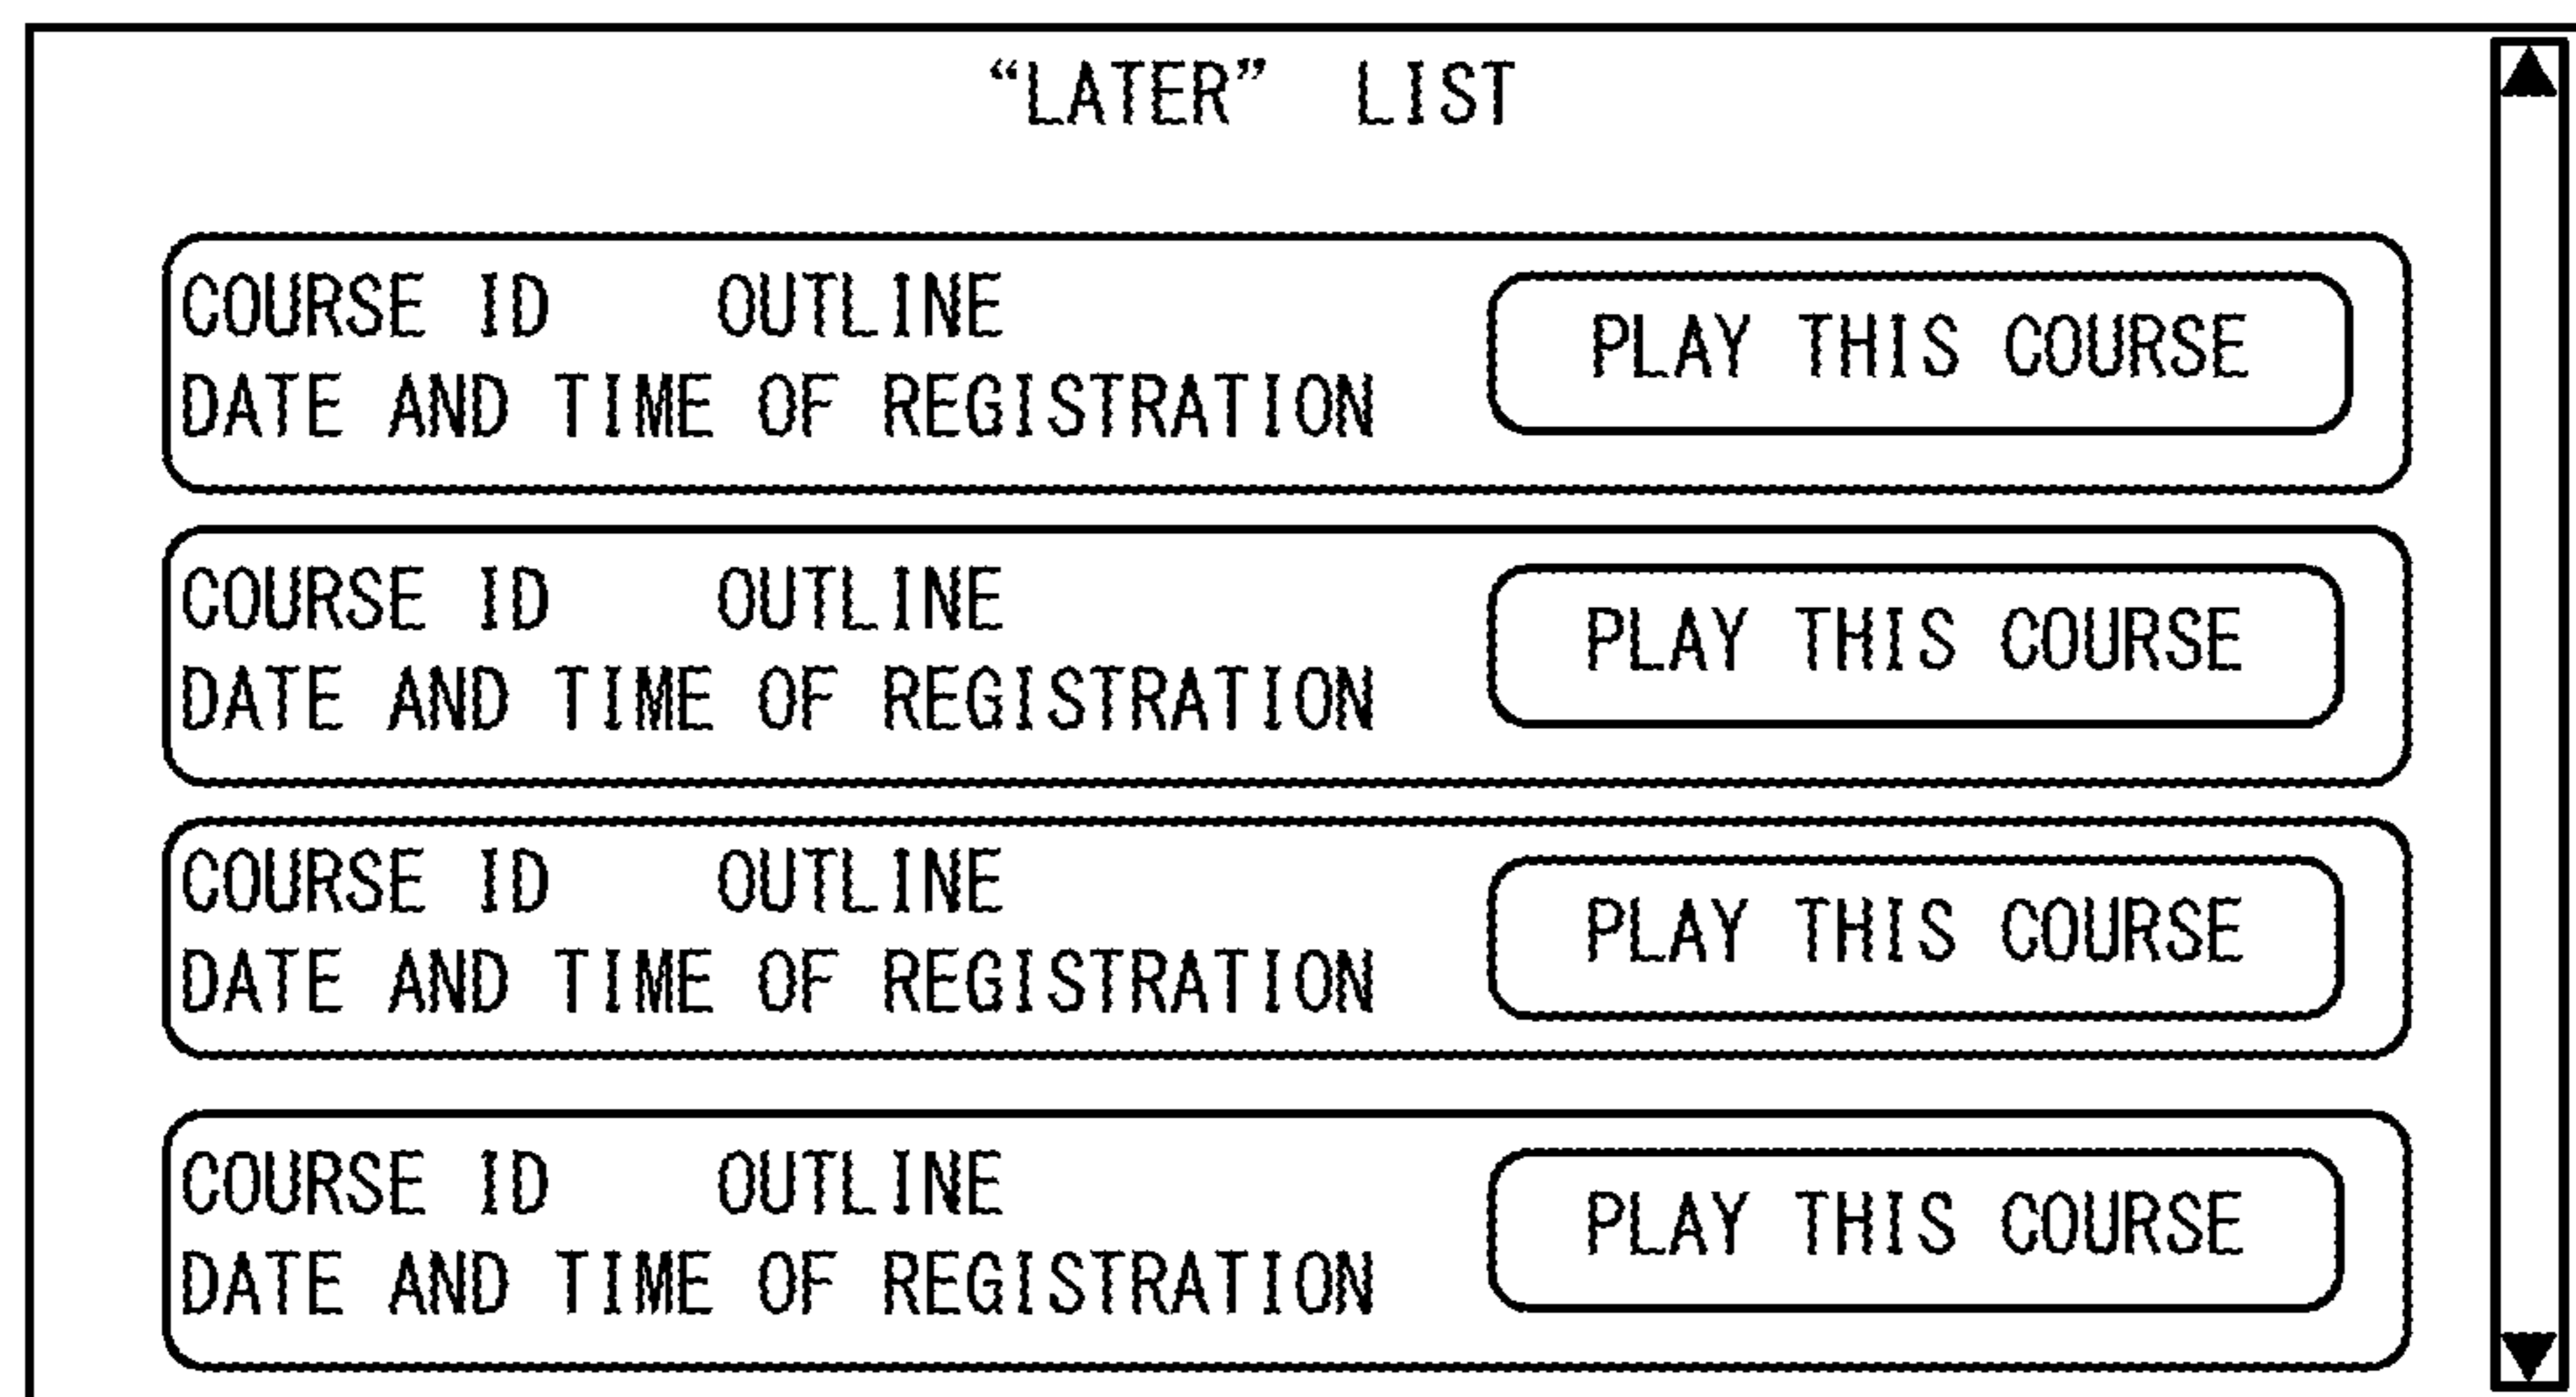 “LATER” LIST
COURSE ID OUTLINE
DATE AND TIME OF REGISTRATION
PLAY THIS COURSE
COURSE ID OUTLINE
DATE AND TIME OF REGISTRATION
PLAY THIS COURSE
COURSE ID OUTLINE
DATE AND TIME OF REGISTRATION
PLAY THIS COURSE
COURSE ID OUTLINE
DATE AND TIME OF REGISTRATION
PLAY THIS COURSE